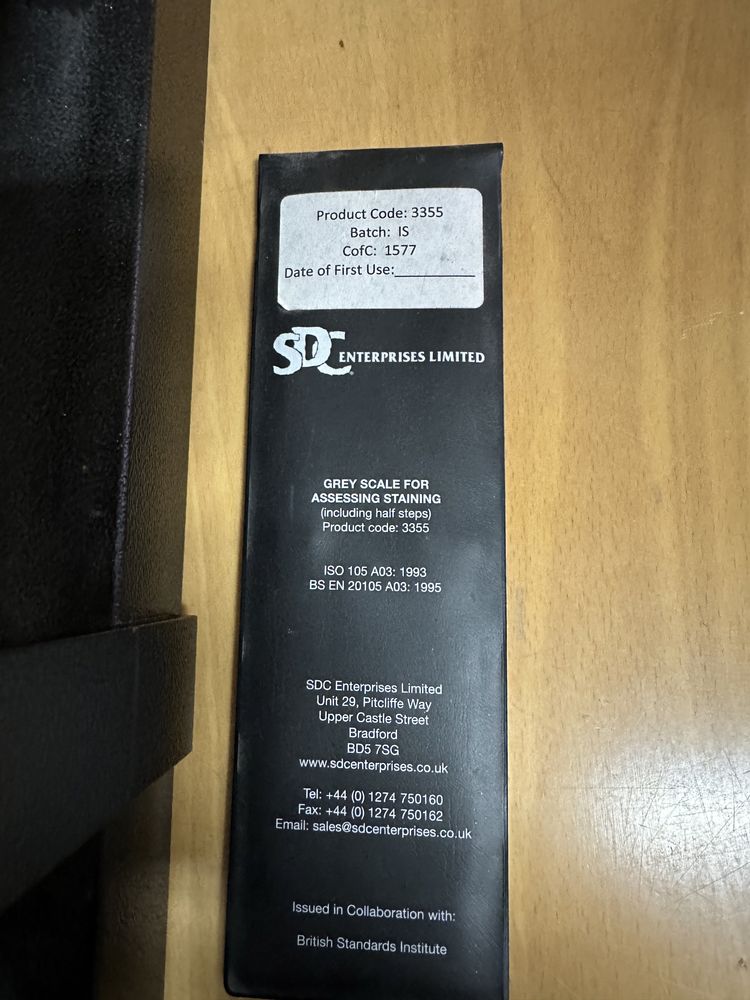 Product Code: 3355
Batch: IS
CofC: 1577
Date of First Use:__________
SDC ENTERPRISES LIMITED
GREY SCALE FOR
ASSESSING STAINING
(including half steps)
Product code: 3355
ISO 105 A03: 1993
BS EN 20105 A03: 1995
SDC Enterprises Limited
Unit 29, Pitcliffe Way
Upper Castle Street
Bradford
BD5 7SG
www.sdcenterprises.co.uk
Tel: +44 (0) 1274 750160
Fax: +44 (0) 1274 750162
Email: sales@sdcenterprises.co.uk
Issued in Collaboration with:
British Standards Institute